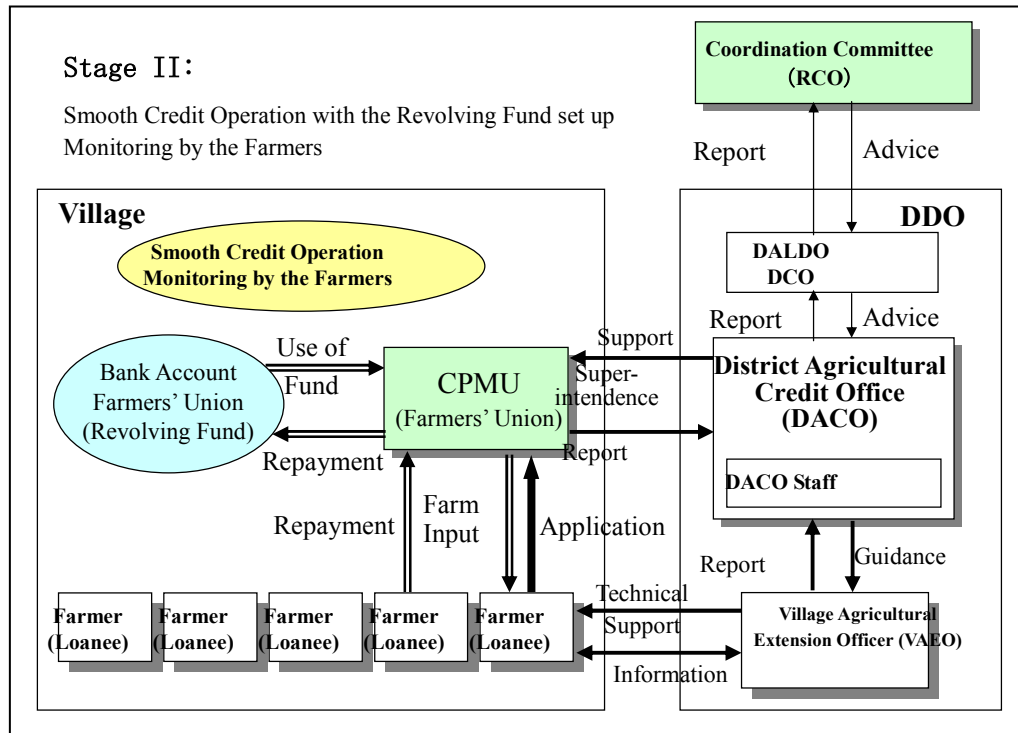 Stage II:
Smooth Credit Operation with the Revolving Fund set up
Monitoring by the Farmers
Coordination Committee
(RCO)
Report
Advice
Village
DDO
Smooth Credit Operation
Monitoring by the Farmers
DALDO
DCO
Report
Advice
Use of
Fund
Bank Account
Farmers' Union
(Revolving Fund)
Repayment
CPMU
(Farmers' Union)
Support
Super-
intendence
Report
District Agricultural
Credit Office
(DACO)
DACO Staff
Repayment
Farm
Input
Application
Report
Guidance
Farmer
(Loanee)
Farmer
(Loanee)
Farmer
(Loanee)
Farmer
(Loanee)
Farmer
(Loanee)
Technical
Support
Information
Village Agricultural
Extension Officer (VAEO)